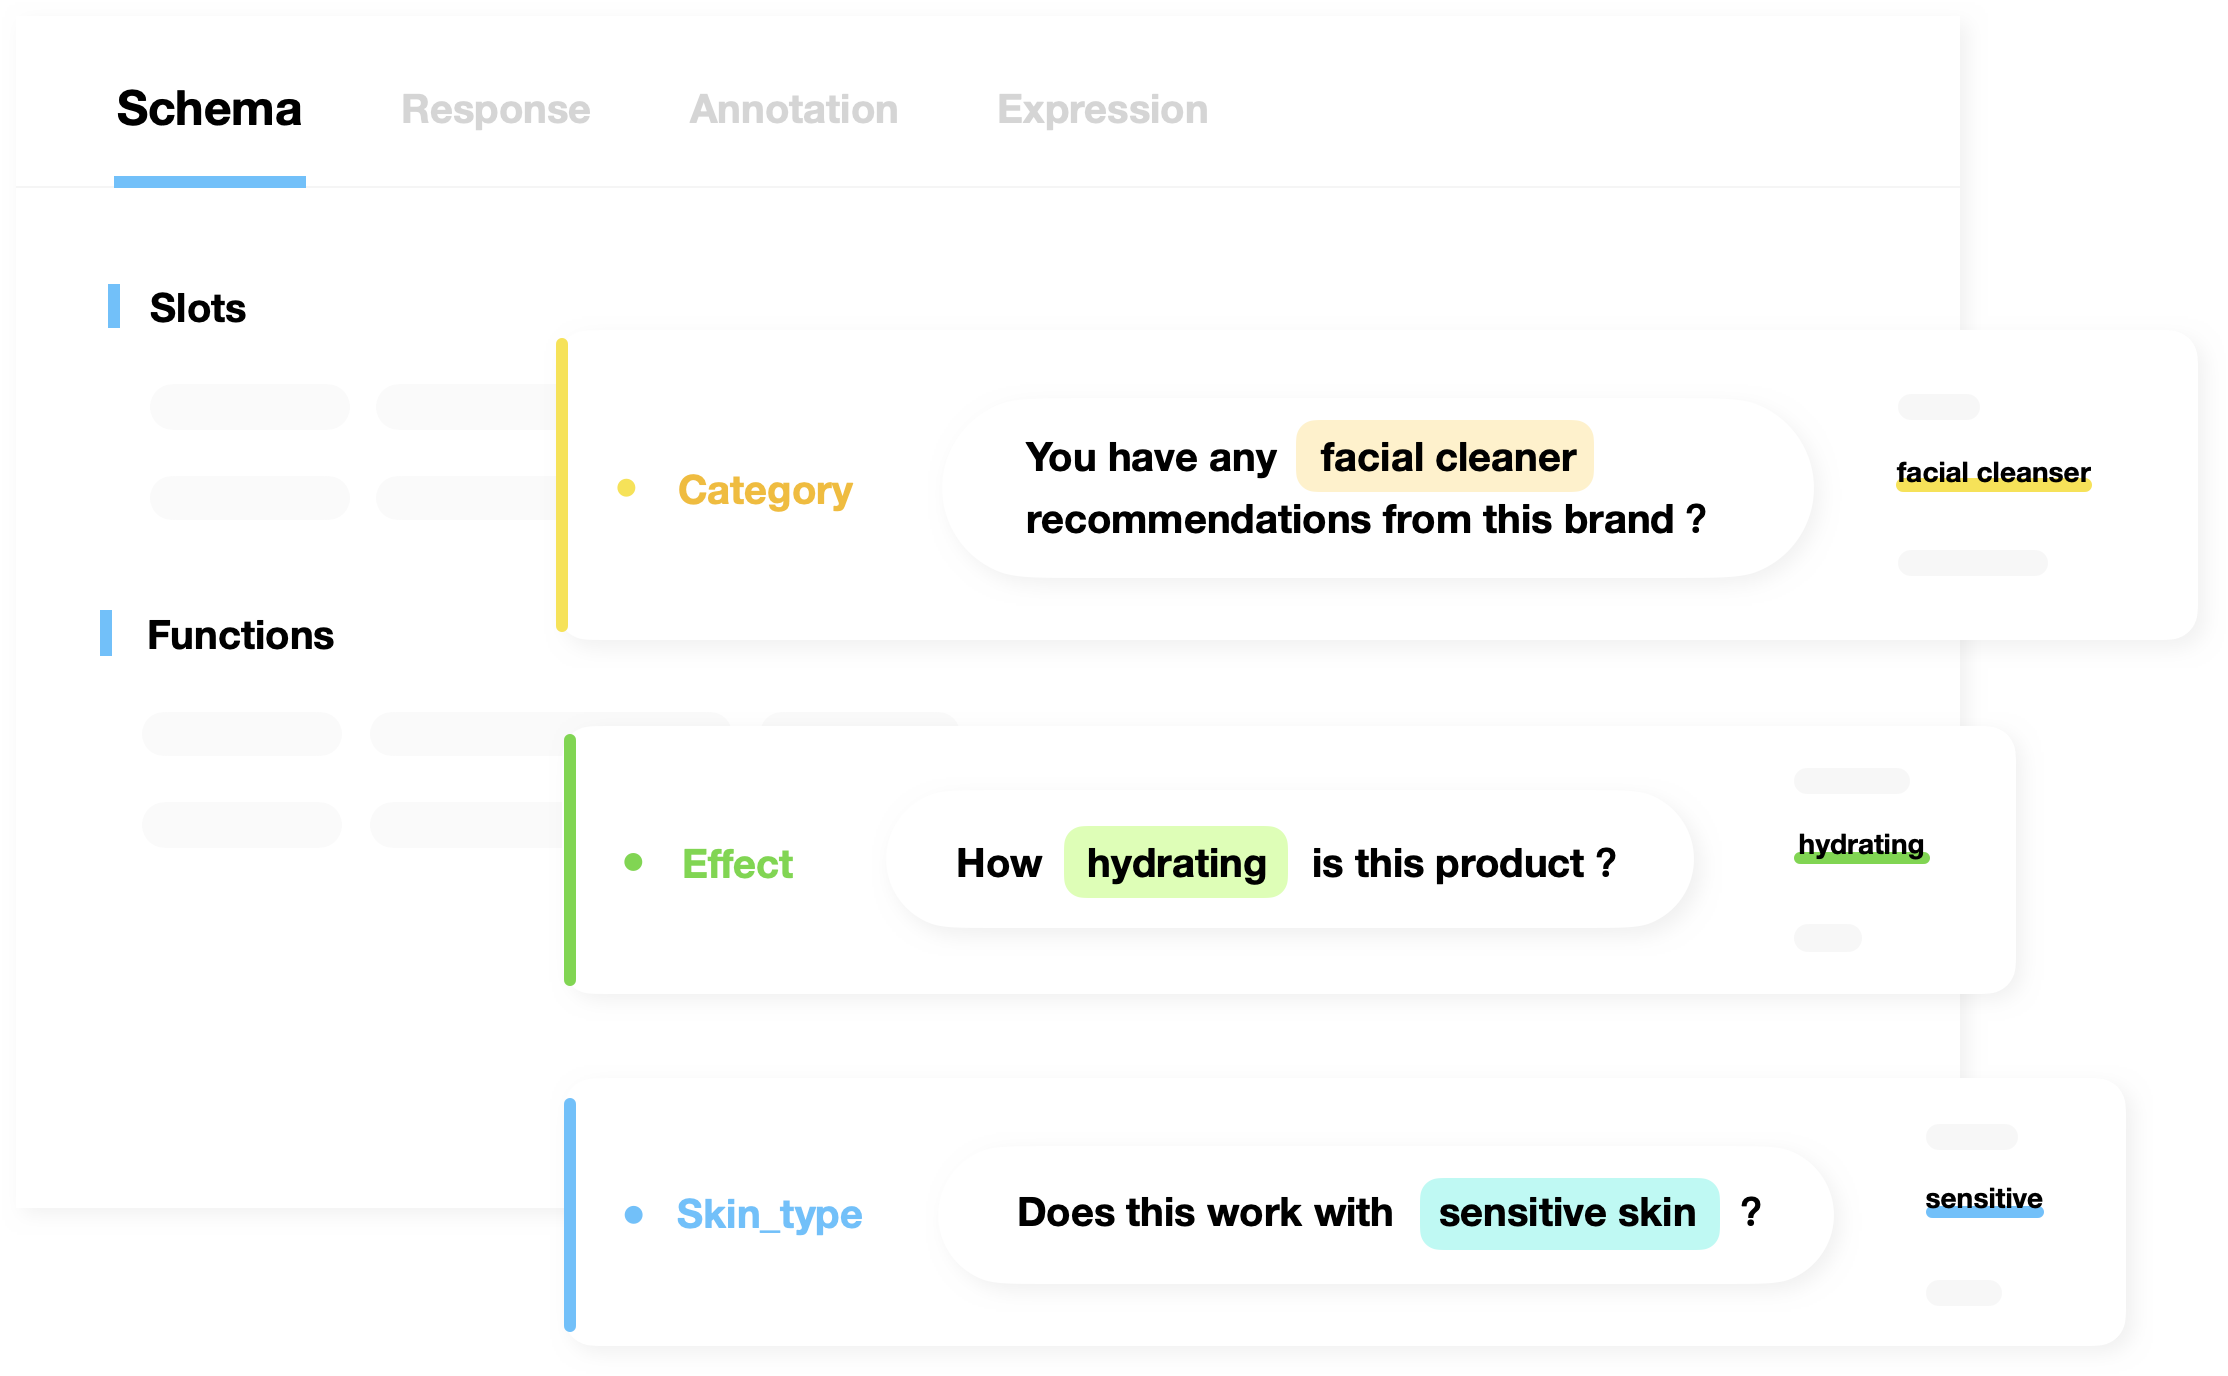 Schema Response Annotation Expression
Slots
Category
You have any facial cleaner
recommendations from this brand ?
facial cleanser
Functions
Effect
How hydrating is this product ?
hydrating
Skin_type
Does this work with sensitive skin ?
sensitive